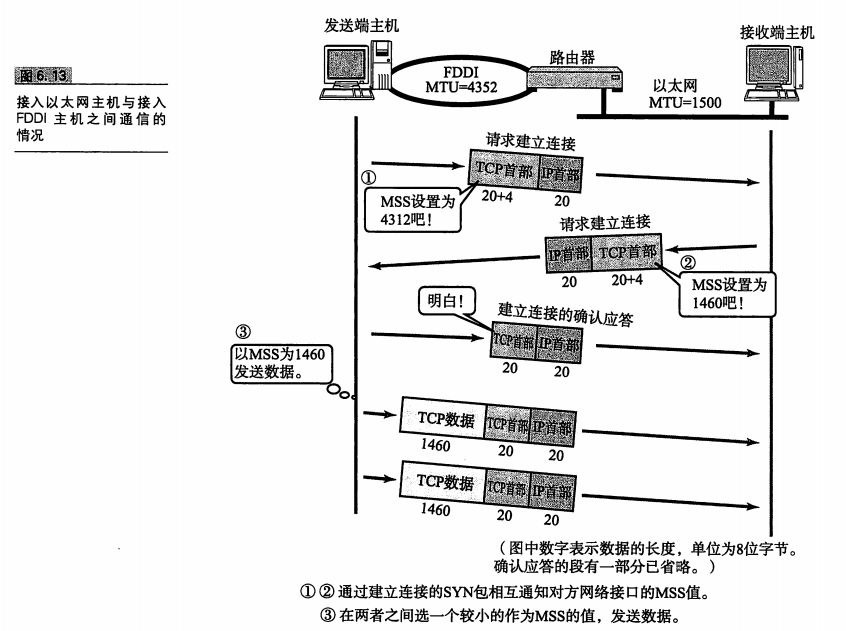 发送端主机
接收端主机
图6.13
接入以太网主机与接入
FDDI 主机之间通信的
情况
FDDI
MTU=4352
路由器
以太网
MTU=1500
请求建立连接
TCP首部 IP首部
20+4 20
①
MSS设置为
4312吧!
请求建立连接
IP首部 TCP首部
20 20+4
②
MSS设置为
1460吧!
明白!
建立连接的确认应答
TCP首部 IP首部
20 20
③
以MSS为1460
发送数据。
TCP数据 TCP首部 IP首部
1460 20 20
TCP数据 TCP首部 IP首部
1460 20 20
(图中数字表示数据的长度，单位为8位字节。
确认应答的段有一部分已省略。)
①②通过建立连接的SYN包相互通知对方网络接口的MSS值。
③在两者之间选一个较小的作为MSS的值，发送数据。